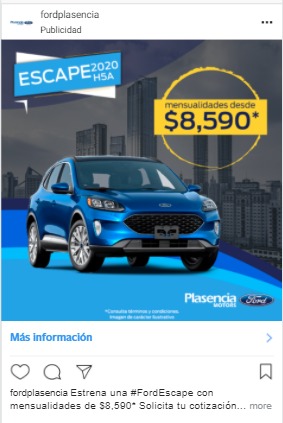 fordplasencia
Publicidad
ESCAPE 2020
H5A
mensualidades desde
$8,590*
*Consulta términos y condiciones.
Imagen de carácter ilustrativo
Plasencia
MOTORS
Ford
Más información
fordplasencia Estrena una #FordEscape con
mensualidades de $8,590* Solicita tu cotización... more